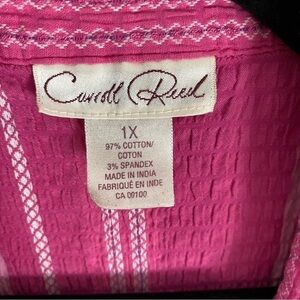 Carroll Reed
1X
97% COTTON/
COTON
3% SPANDEX
MADE IN INDIA
FABRIQUÉ EN INDE
CA 09100